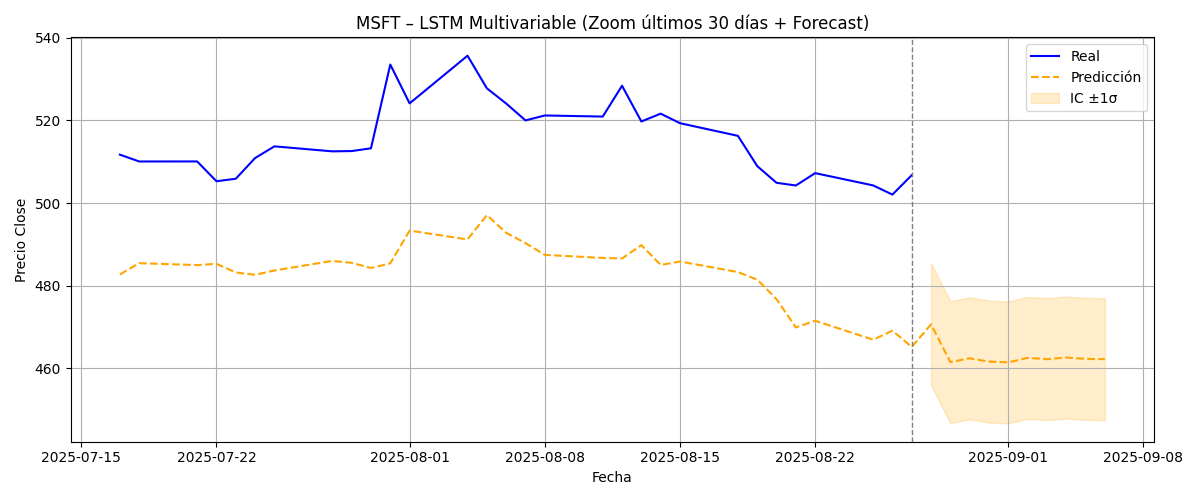 MSFT – LSTM Multivariable (Zoom últimos 30 días + Forecast)
Real
Predicción
IC ±1σ
Precio Close
540
520
500
480
460
2025-07-15
2025-07-22
2025-08-01
2025-08-08
2025-08-15
2025-08-22
2025-09-01
2025-09-08
Fecha